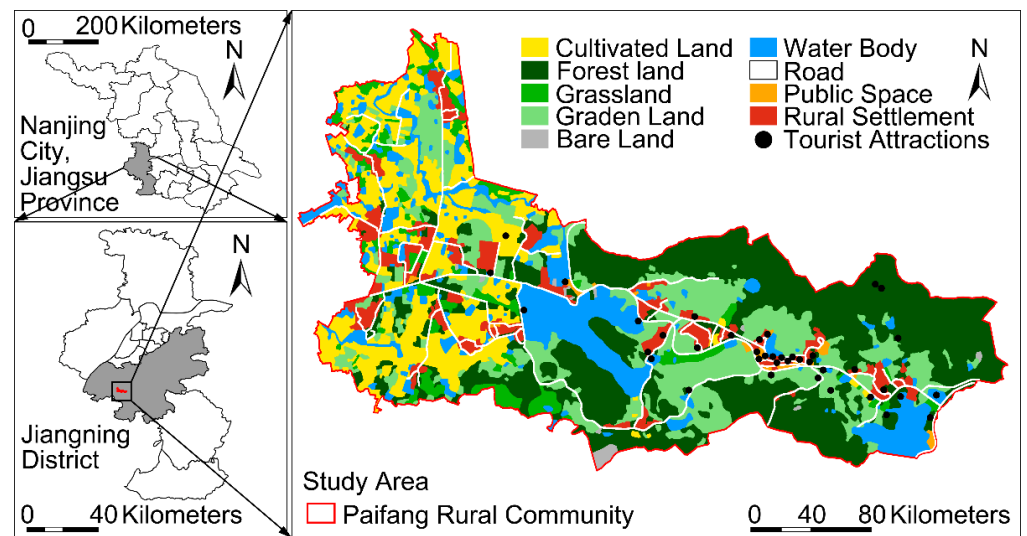 0 200 Kilometers
N
Nanjing
City,
Jiangsu
Province
N
Jiangning
District
0 40 Kilometers
Cultivated Land
Forest land
Grassland
Graden Land
Bare Land
Water Body
Road
Public Space
Rural Settlement
Tourist Attractions
N
Study Area
Paifang Rural Community
0 40 80 Kilometers